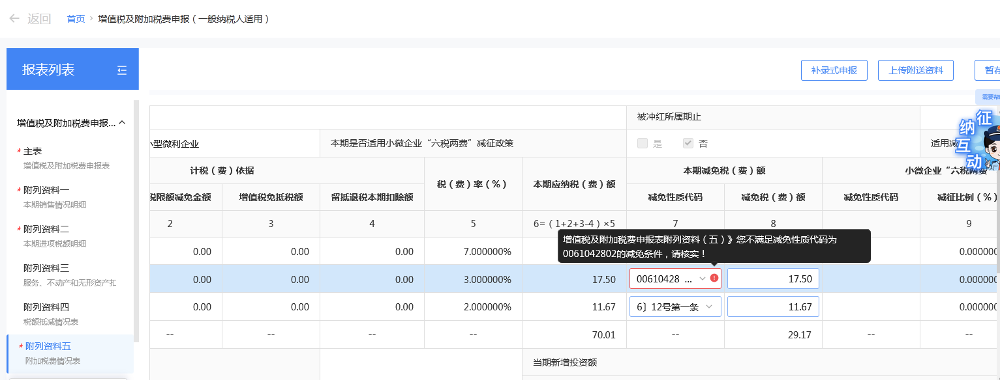 返回 首页 › 增值税及附加税费申报（一般纳税人适用）
报表列表
补录式申报 上传附送资料 暂存
需要帮
征纳互动
增值税及附加税费申报...
* 主表
增值税及附加税费申报表
* 附列资料一
本期销售情况明细
* 附列资料二
本期进项税额明细
附列资料三
服务、不动产和无形资产扣
附列资料四
税额抵减情况表
* 附列资料五
附加税费情况表
被冲红所属期止
小型微利企业 本期是否适用小微企业“六税两费”减征政策 是 否 适用减
计税（费）依据 税（费）率（%） 本期应纳税（费）额 本期减免税（费）额 小微企业“六税两费”
税限额减免金额 增值税免抵税额 留抵退税本期扣除额 减免性质代码 减免税（费）额 减免性质代码 减征比例（%）
2 3 4 5 6=（1+2+3-4）×5 7 8 9
增值税及附加税费申报表附列资料（五）》您不满足减免性质代码为
0061042802的减免条件，请核实！
0.00 0.00 0.00 7.000000% 0.00000
0.00 0.00 0.00 3.000000% 17.50 00610428 ... 17.50 0.00000
0.00 0.00 0.00 2.000000% 11.67 6〕12号第一条 11.67 0.00000
-- -- -- -- 70.01 -- 29.17 -- --
当期新增投资额